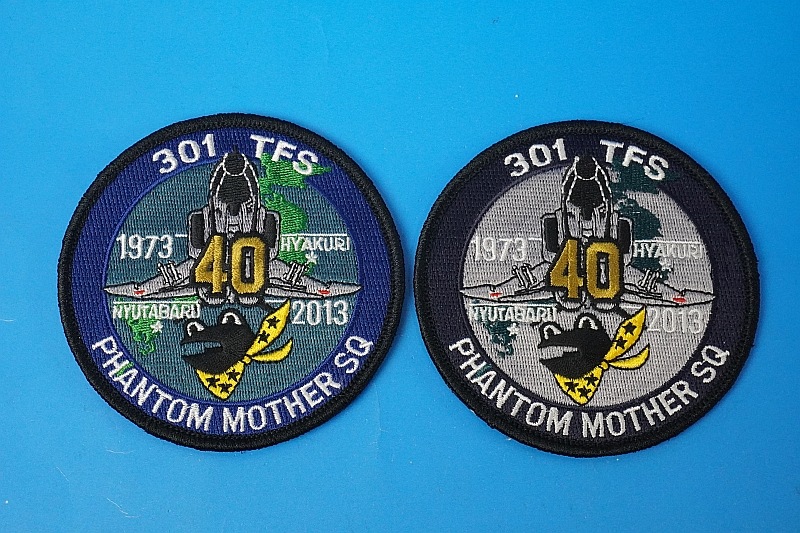 301 TFS
1973
HYAKURI
40
NYUTABARU
2013
PHANTOM MOTHER SQ
301 TFS
1973
HYAKURI
40
NYUTABARU
2013
PHANTOM MOTHER SQ